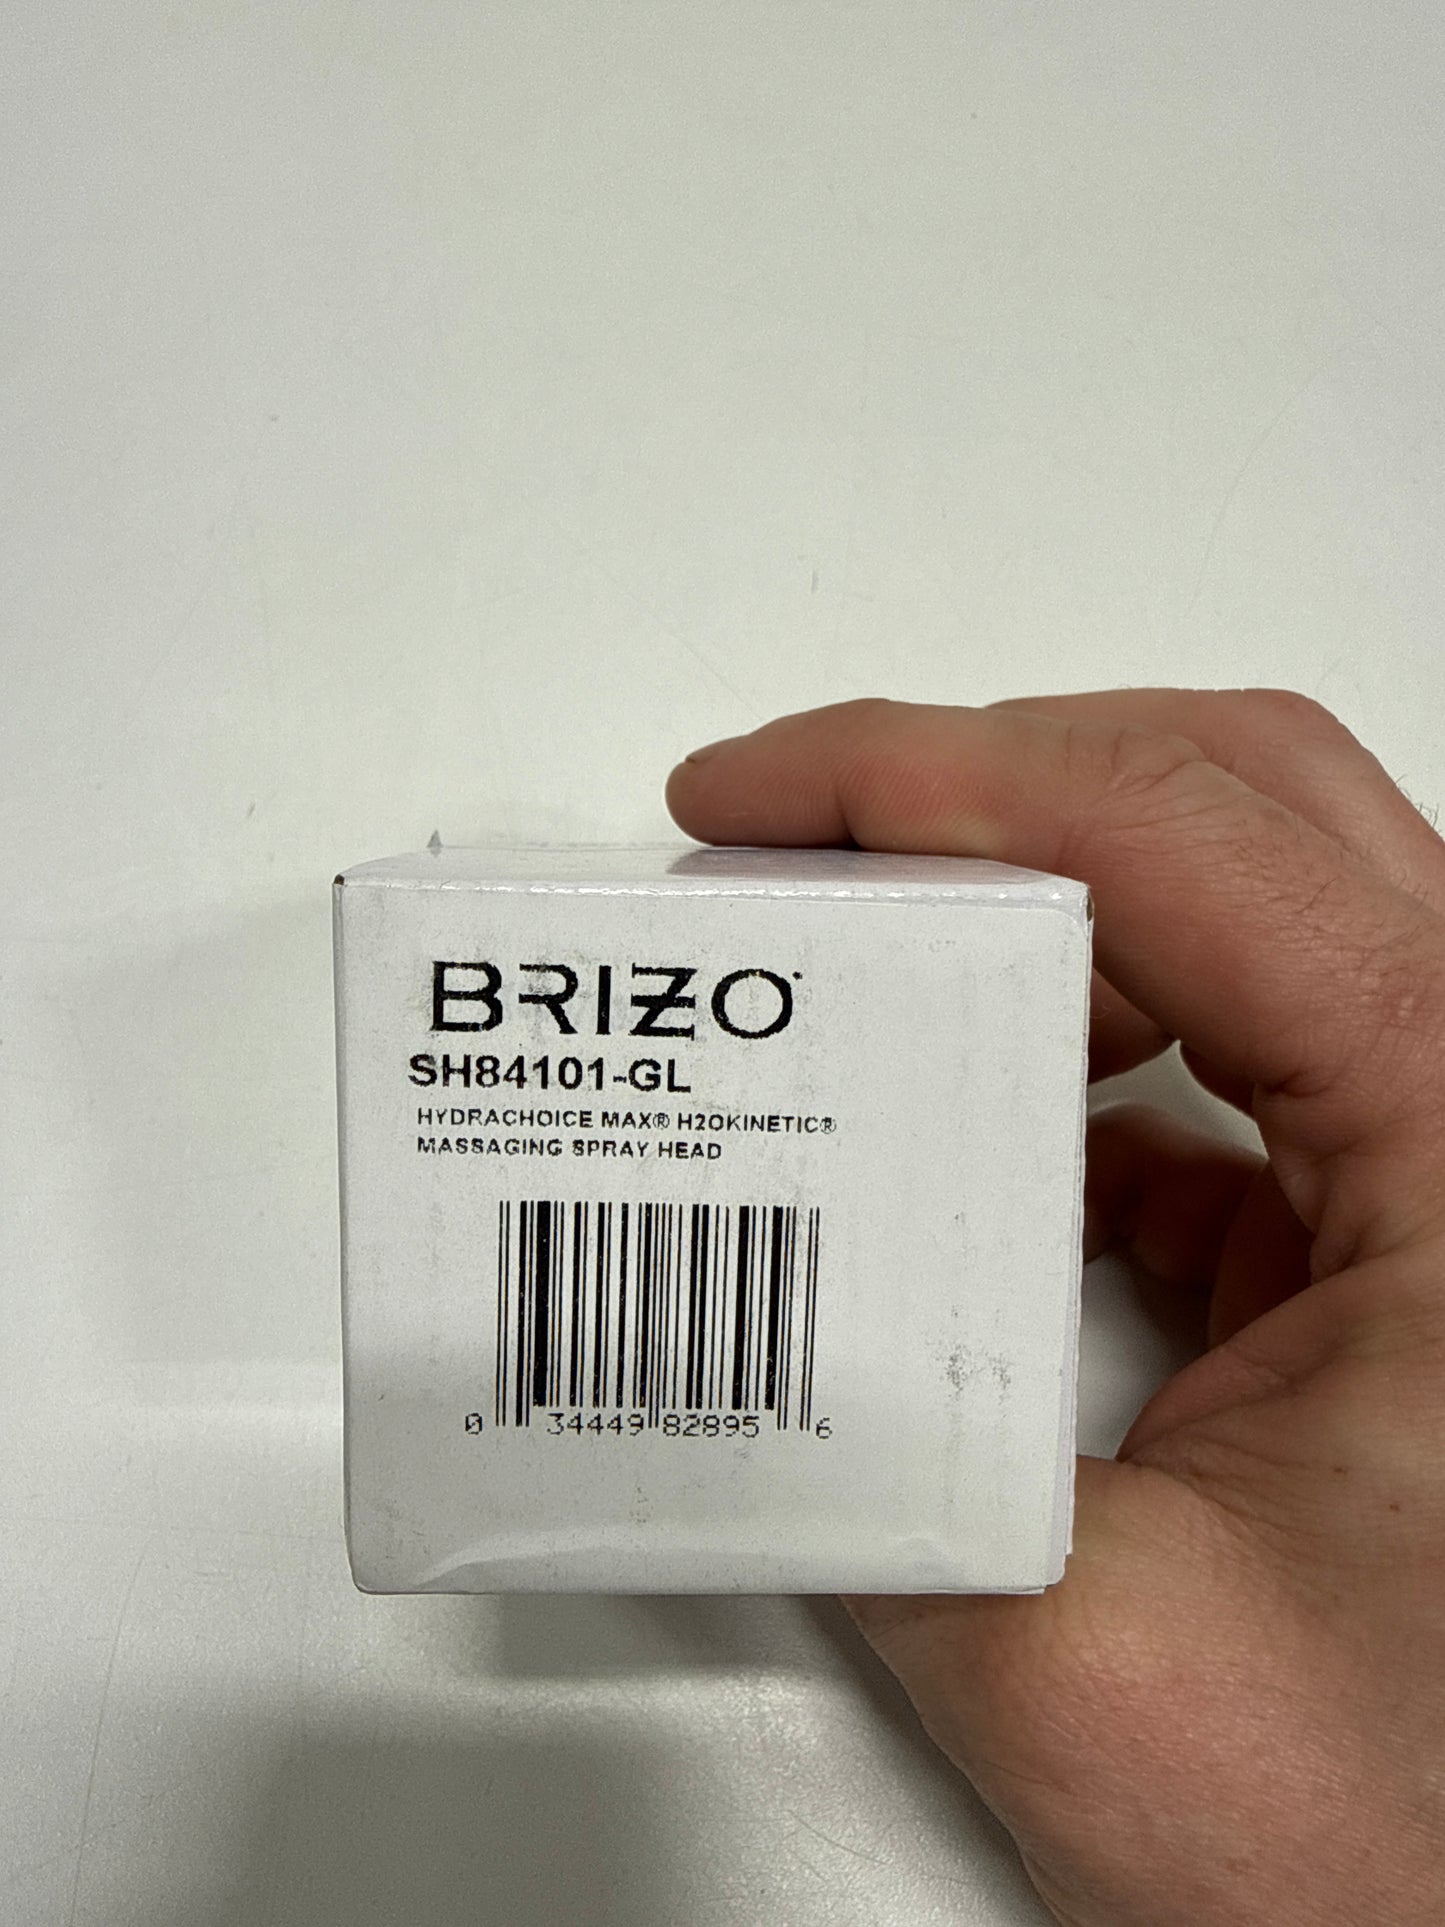 BRIZO
SH84101-GL
HYDRACHOICE MAX® H2OKINETIC®
MASSAGING SPRAY HEAD
0 34449 82895 6